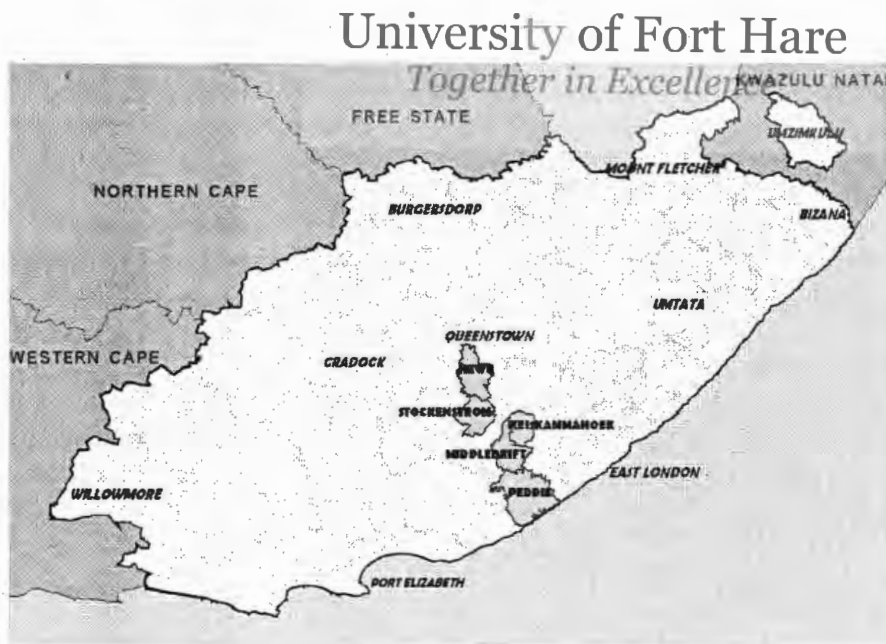 University of Fort Hare
Together in Excellence
KWAZULU NATAL
FREE STATE
UMZIMKULU
MOUNT FLETCHER
NORTHERN CAPE
BURGERSDORP
BIZANA
UMTATA
QUEENSTOWN
WESTERN CAPE
CRADOCK
HEWU
STOCKENSTROM
KEISKAMMAHOEK
MIDDLEDRIFT
EAST LONDON
WILLOWMORE
PEDDIE
PORT ELIZABETH